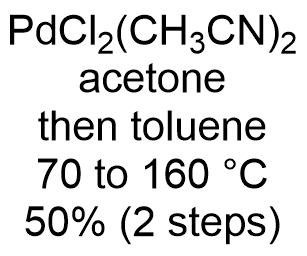 PdCl₂(CH₃CN)₂
acetone
then toluene
70 to 160 °C
50% (2 steps)